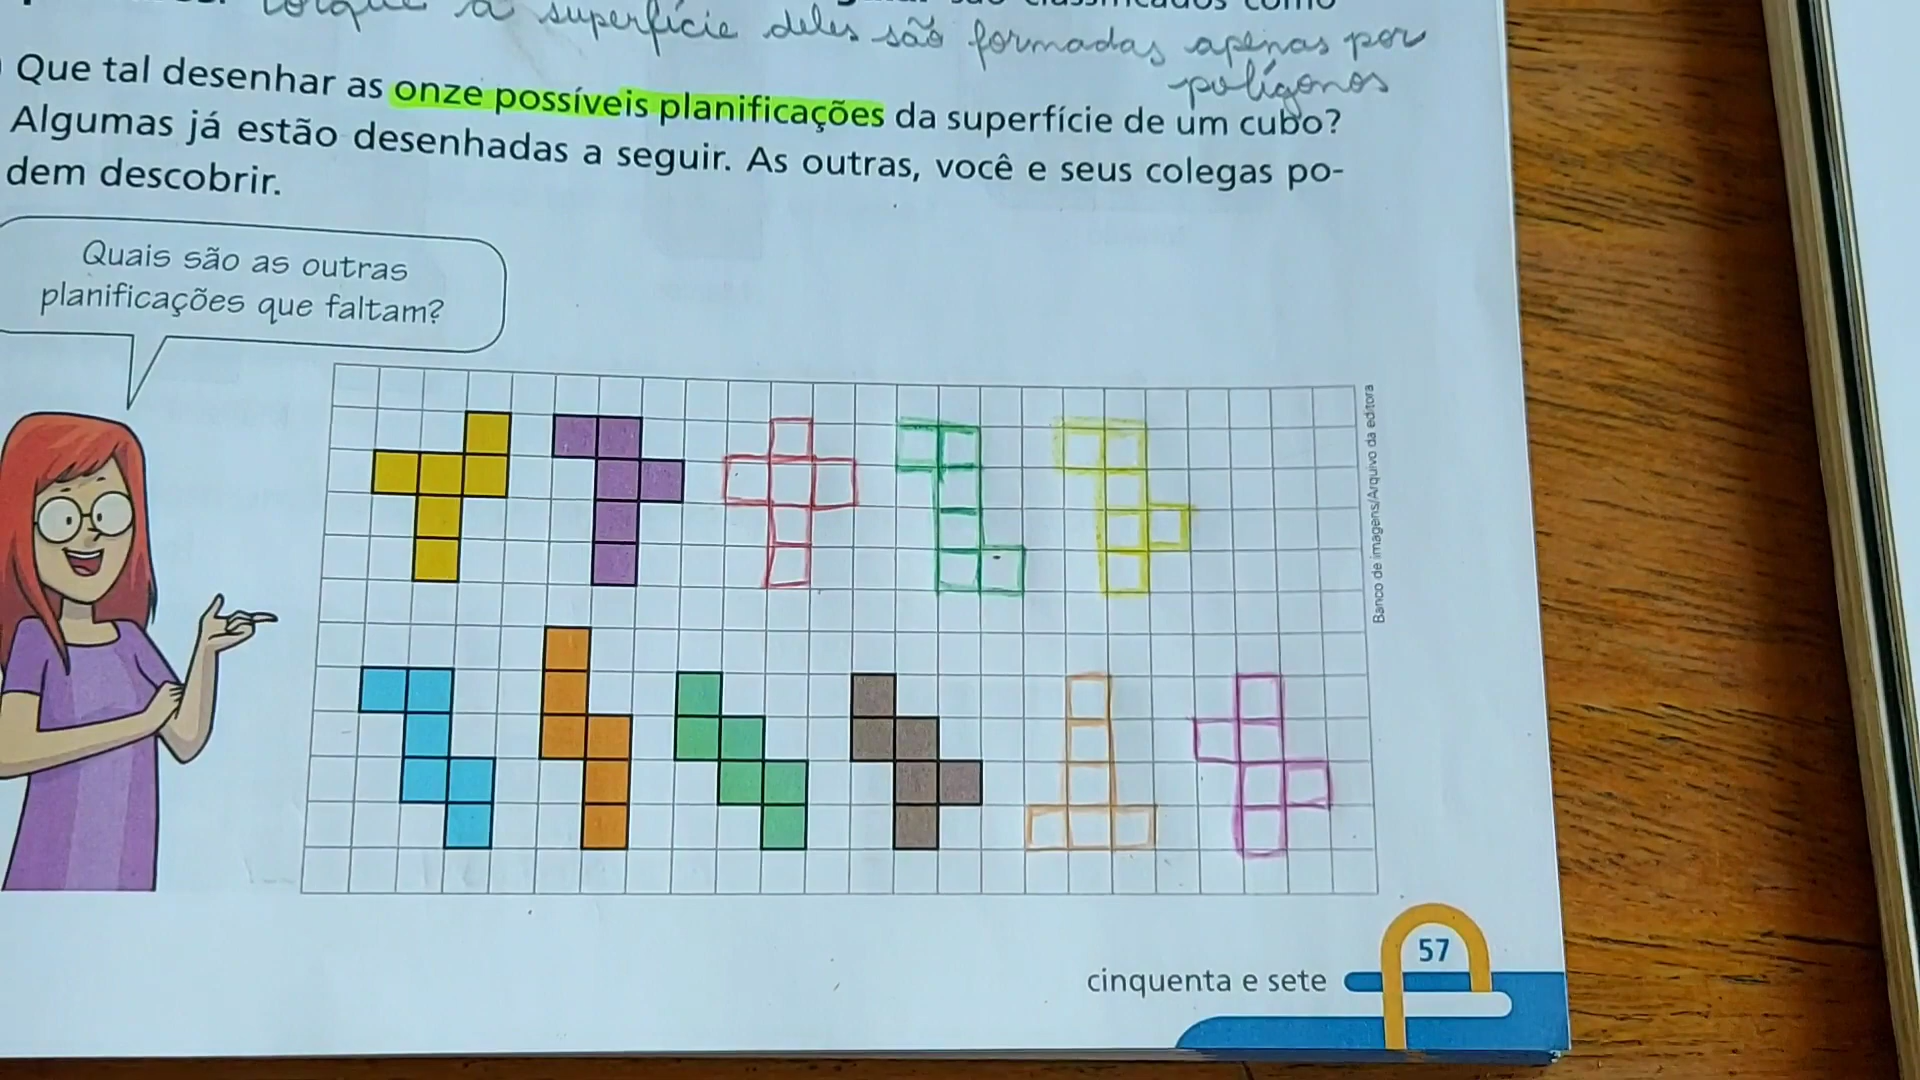 a superfície deles são formadas apenas por
polígonos
Que tal desenhar as onze possíveis planificações da superfície de um cubo?
Algumas já estão desenhadas a seguir. As outras, você e seus colegas po-
dem descobrir.
Quais são as outras
planificações que faltam?
Banco de imagens/Arquivo da editora
57
cinquenta e sete